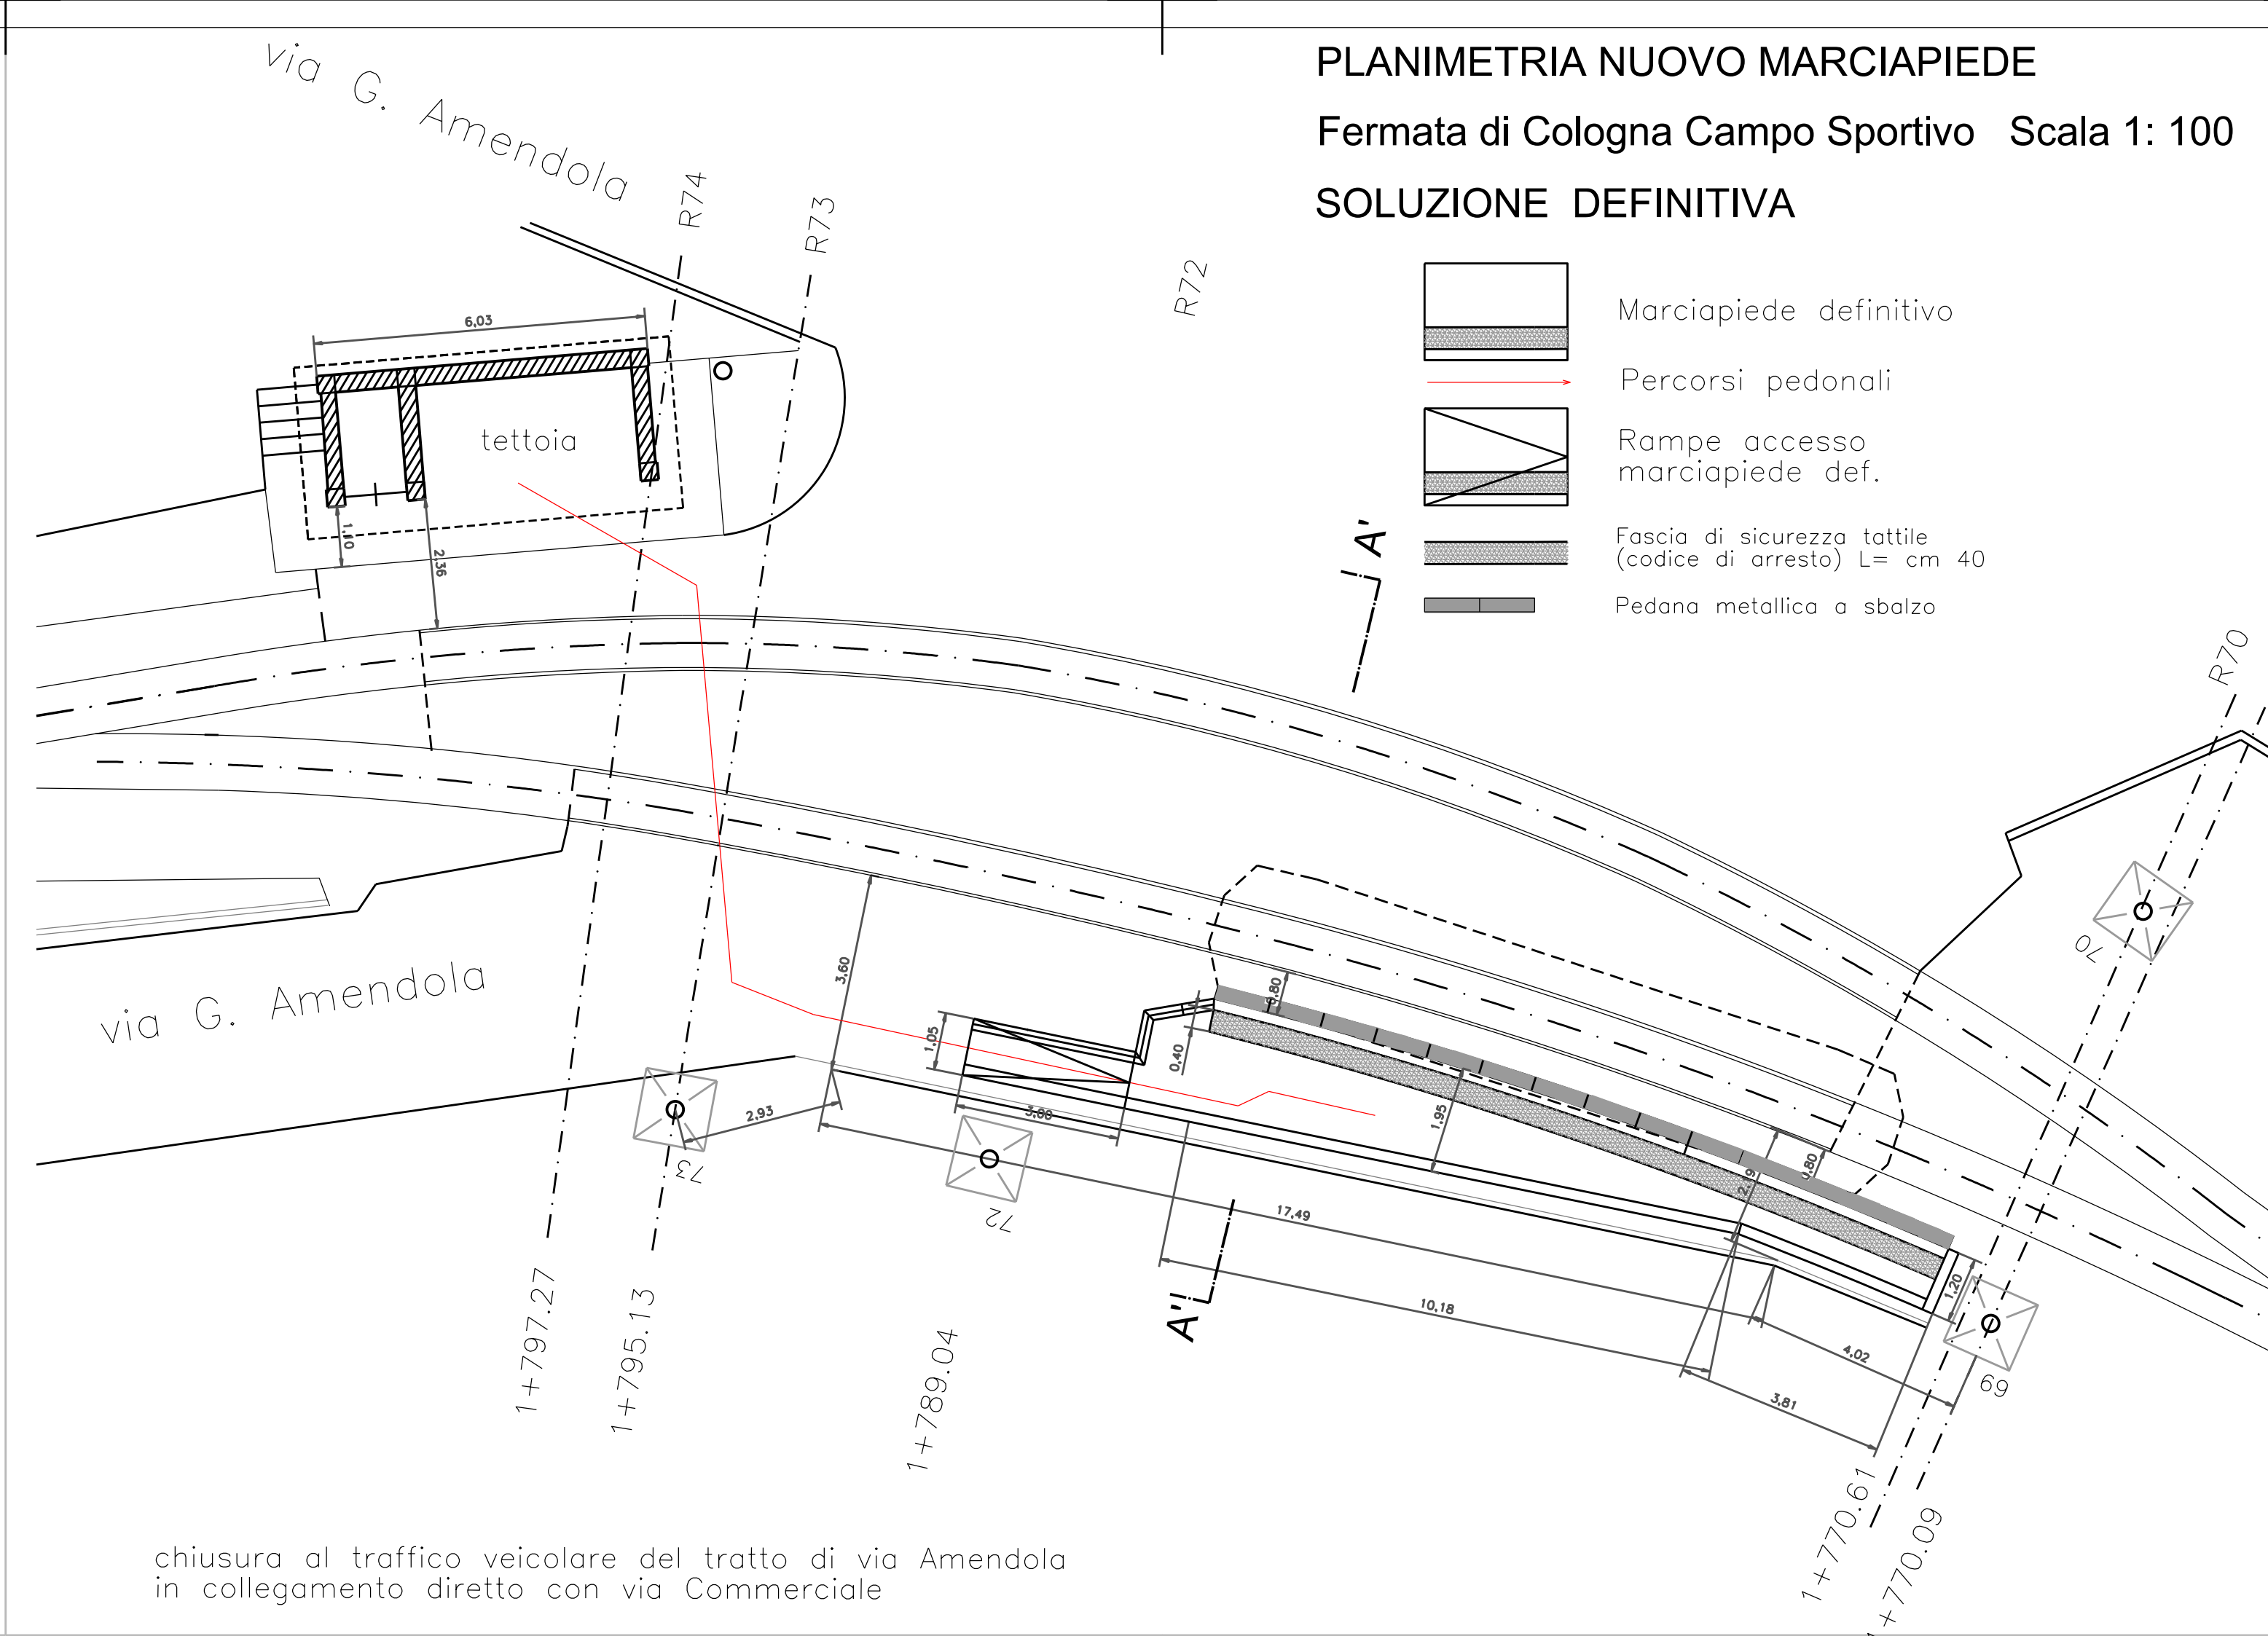 PLANIMETRIA NUOVO MARCIAPIEDE
Fermata di Cologna Campo Sportivo Scala 1: 100
SOLUZIONE DEFINITIVA
Marciapiede definitivo
Percorsi pedonali
Rampe accesso
marciapiede def.
Fascia di sicurezza tattile
(codice di arresto) L= cm 40
Pedana metallica a sbalzo
via G. Amendola
R74
R73
R72
R70
6,03
tettoia
1,10
2,36
A'
70
via G. Amendola
3,60
1,05
0,80
0,40
2,93
3,00
1,95
0,80
73
72
17,49
10,18
A'
1,20
4,02
3,81
69
1+797.27
1+795.13
1+789.04
1+770.61
+770.09
chiusura al traffico veicolare del tratto di via Amendola
in collegamento diretto con via Commerciale